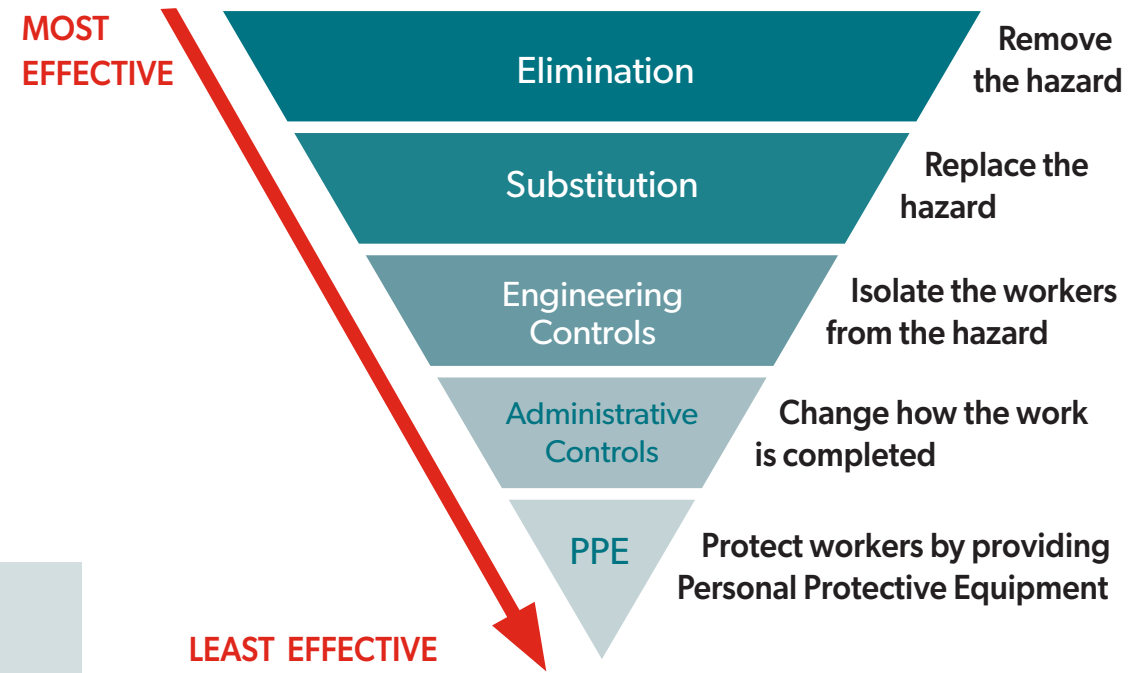 MOST
EFFECTIVE
Elimination
Remove
the hazard
Substitution
Replace the
hazard
Engineering
Controls
Isolate the workers
from the hazard
Administrative
Controls
Change how the work
is completed
PPE
Protect workers by providing
Personal Protective Equipment
LEAST EFFECTIVE